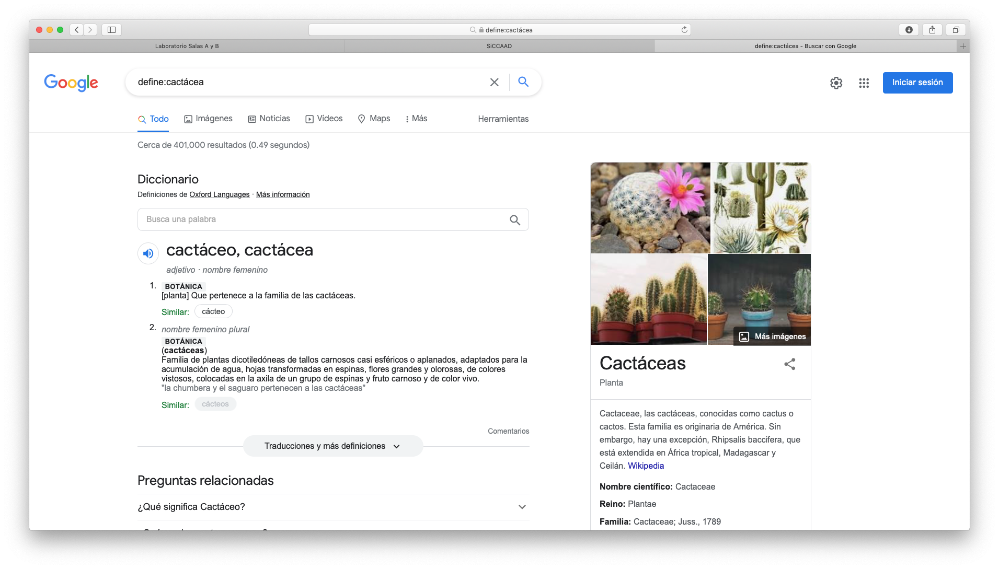 define:cactácea
Laboratorio Salas A y B
SiCCAAD
define:cactácea - Buscar con Google
Google
define:cactácea
Iniciar sesión
Todo
Imágenes
Noticias
Vídeos
Maps
Más
Herramientas
Cerca de 401,000 resultados (0.49 segundos)
Diccionario
Definiciones de Oxford Languages · Más información
Busca una palabra
cactáceo, cactácea
adjetivo · nombre femenino
1. BOTÁNICA
[planta] Que pertenece a la familia de las cactáceas.
Similar: cácteo
2. nombre femenino plural
BOTÁNICA
(cactáceas)
Familia de plantas dicotiledóneas de tallos carnosos casi esféricos o aplanados, adaptados para la
acumulación de agua, hojas transformadas en espinas, flores grandes y olorosas, de colores
vistosos, colocadas en la axila de un grupo de espinas y fruto carnoso y de color vivo.
"la chumbera y el saguaro pertenecen a las cactáceas"
Similar: cácteos
Comentarios
Traducciones y más definiciones
Preguntas relacionadas
¿Qué significa Cactáceo?
Más imágenes
Cactáceas
Planta
Cactaceae, las cactáceas, conocidas como cactus o
cactos. Esta familia es originaria de América. Sin
embargo, hay una excepción, Rhipsalis baccifera, que
está extendida en África tropical, Madagascar y
Ceilán. Wikipedia
Nombre científico: Cactaceae
Reino: Plantae
Familia: Cactaceae; Juss., 1789